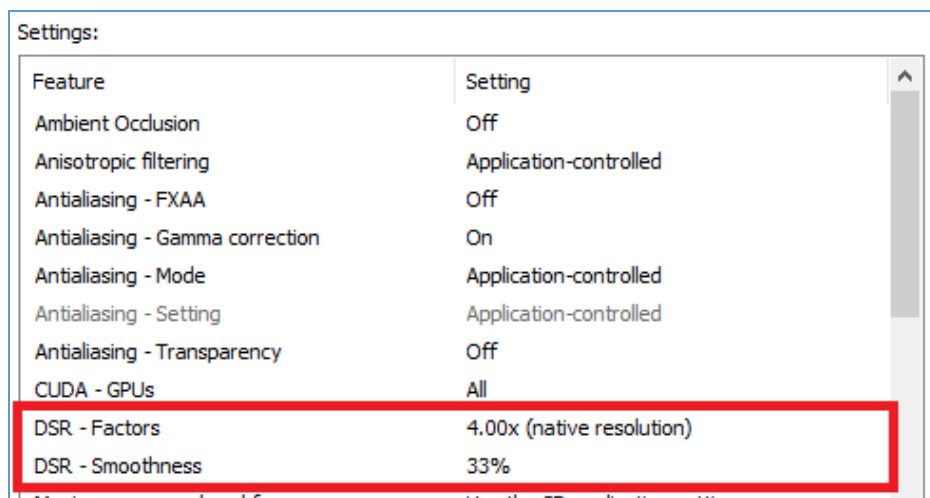 Settings:
Feature Setting
Ambient Occlusion Off
Anisotropic filtering Application-controlled
Antialiasing - FXAA Off
Antialiasing - Gamma correction On
Antialiasing - Mode Application-controlled
Antialiasing - Setting Application-controlled
Antialiasing - Transparency Off
CUDA - GPUs All
DSR - Factors 4.00x (native resolution)
DSR - Smoothness 33%